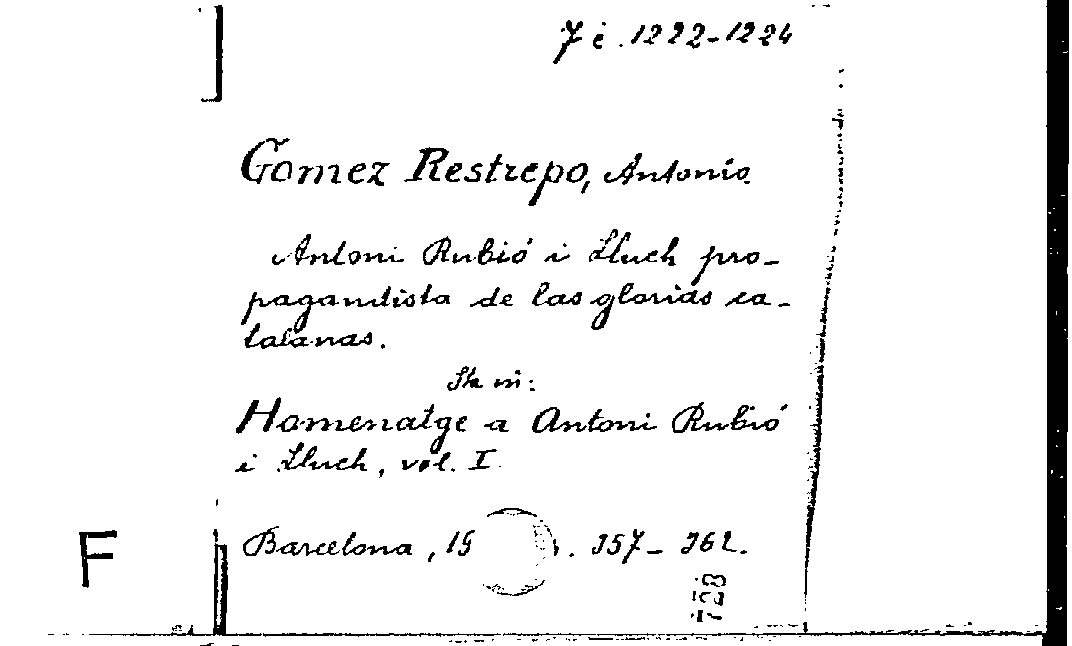 7 i. 1222-1224
Gomez Restrepo, Antonio.
Antoni Rubió i Lluch pro-
pagandista de las glorias ca-
talanas.
Sta in:
Homenatge a Antoni Rubió
i Lluch, vol. I.
Barcelona, 19 . 357-362.
728
F